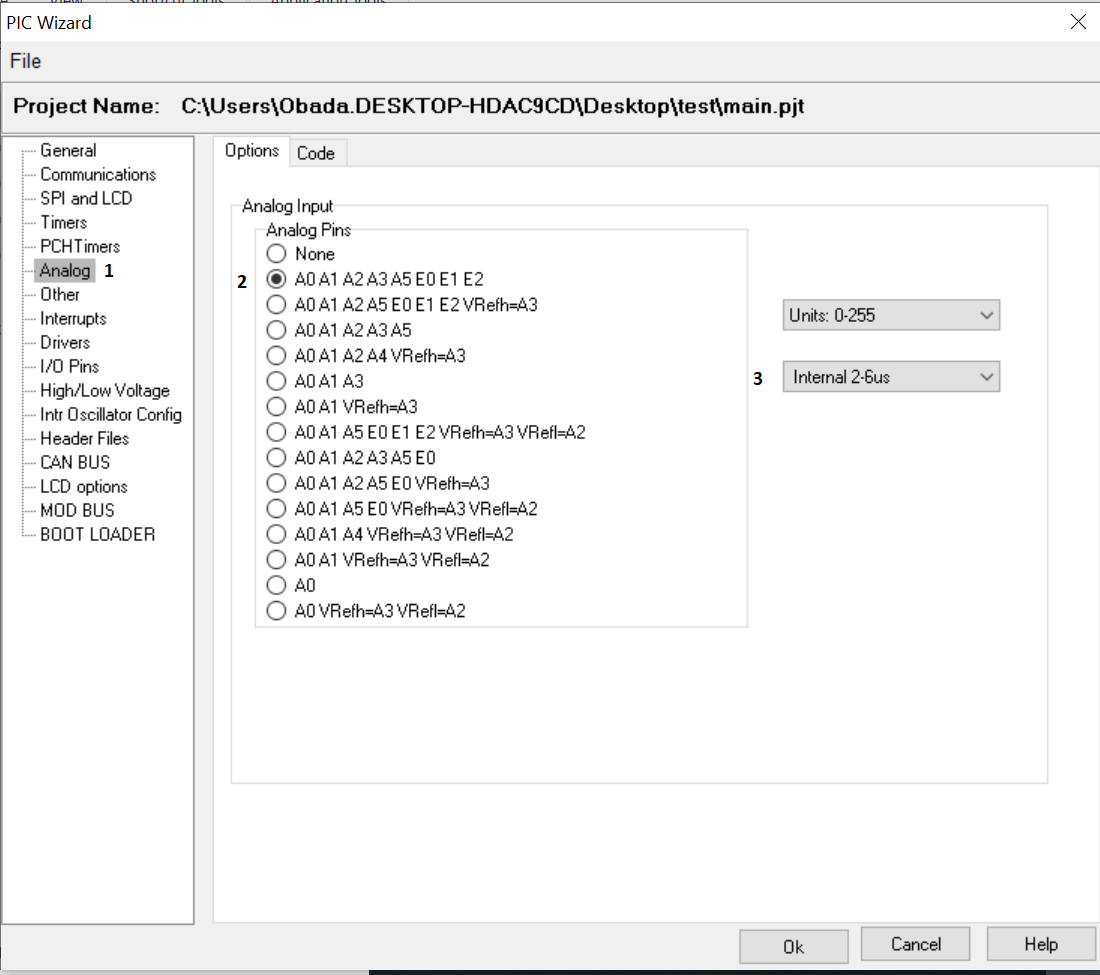 PIC Wizard
File
Project Name: C:\Users\Obada.DESKTOP-HDAC9CD\Desktop\test\main.pjt
General
Communications
SPI and LCD
Timers
PCHTimers
Analog 1
Other
Interrupts
Drivers
I/O Pins
High/Low Voltage
Intr Oscillator Config
Header Files
CAN BUS
LCD options
MOD BUS
BOOT LOADER
Options Code
Analog Input
Analog Pins
None
2 A0 A1 A2 A3 A5 E0 E1 E2
A0 A1 A2 A5 E0 E1 E2 VRefh=A3
A0 A1 A2 A3 A5
A0 A1 A2 A4 VRefh=A3
A0 A1 A3
A0 A1 VRefh=A3
A0 A1 A5 E0 E1 E2 VRefh=A3 VRefl=A2
A0 A1 A2 A3 A5 E0
A0 A1 A2 A5 E0 VRefh=A3
A0 A1 A5 E0 VRefh=A3 VRefl=A2
A0 A1 A4 VRefh=A3 VRefl=A2
A0 A1 VRefh=A3 VRefl=A2
A0
A0 VRefh=A3 VRefl=A2
Units: 0-255
3 Internal 2-6us
Ok Cancel Help